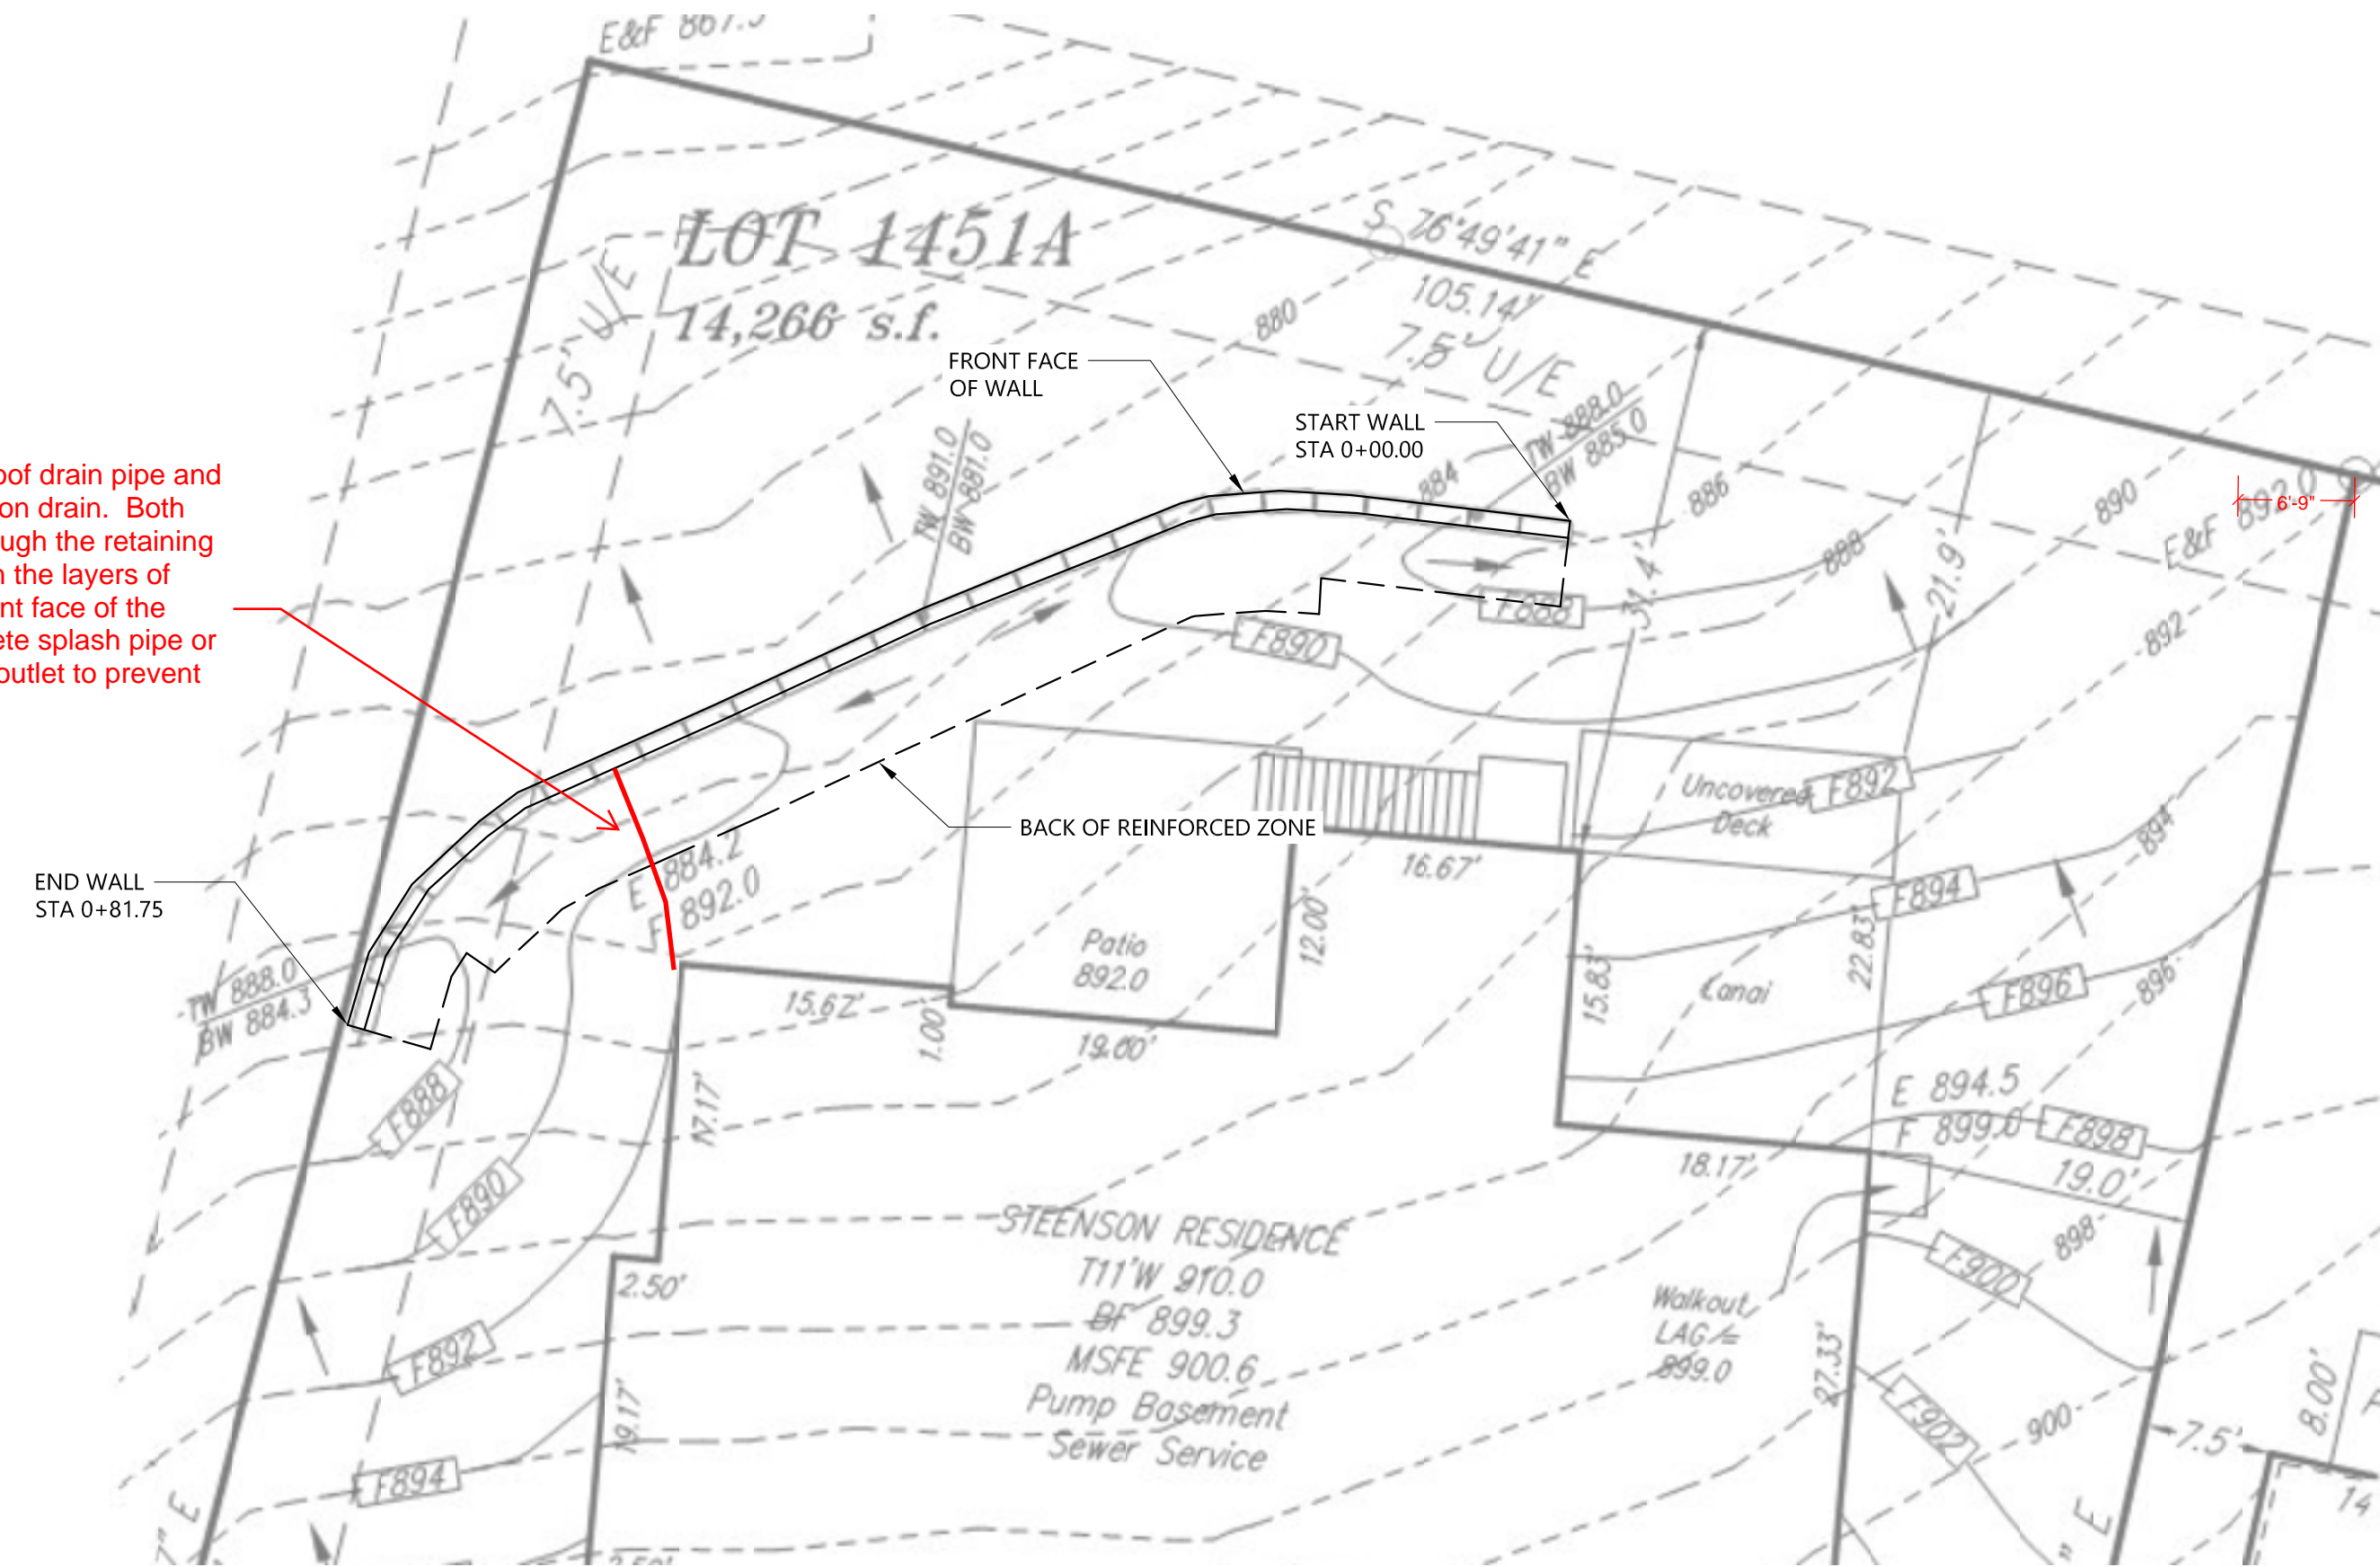 E&F 867.5
LOT 1451A
14,266 s.f.
7.5' U/E
S 76°49'41" E
105.14'
7.5' U/E
880
FRONT FACE
OF WALL
START WALL
STA 0+00.00
TW 888.0
BW 885.0
TW 891.0
BW 881.0
884
886
888
890
892
E&F 892.0
6'-9"
oof drain pipe and
on drain.  Both
ugh the retaining
n the layers of
nt face of the
ete splash pipe or
outlet to prevent
F888
F890
31.4'
21.9'
Uncovered
Deck
F892
BACK OF REINFORCED ZONE
E 884.2
F 892.0
END WALL
STA 0+81.75
TW 888.0
BW 884.3
16.67'
12.00'
Patio
892.0
15.67'
1.00'
19.00'
15.83'
22.83'
Lanai
F894
894
F896
896
E 894.5
F 899.0
F898
19.0'
18.17'
17.17'
F888
F890
2.50'
STEENSON RESIDENCE
T11'W 910.0
BF 899.3
MSFE 900.6
Pump Basement
Sewer Service
Walkout
LAG =
899.0
F900
898
27.33'
F902
900
7.5'
8.00'
14
F892
19.17'
F894
" E
" E
2.50'